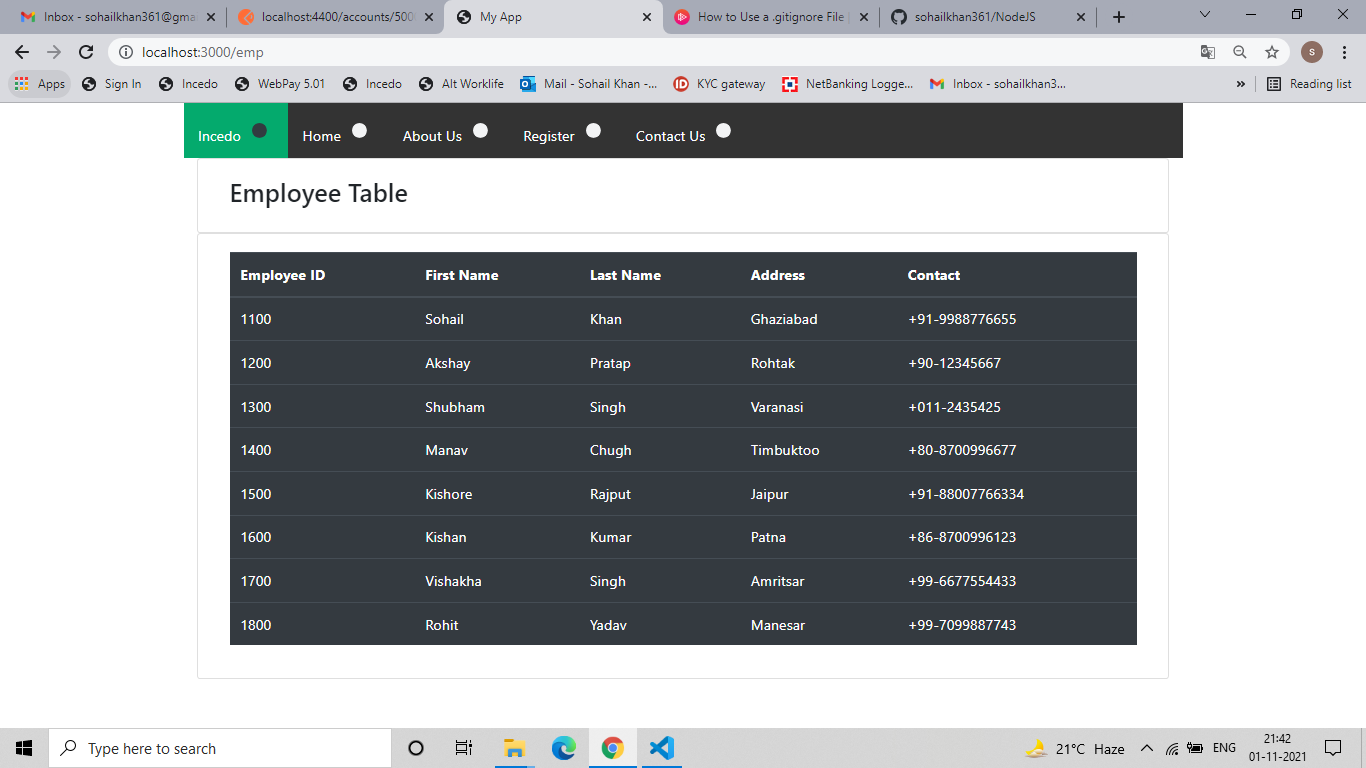 Inbox - sohailkhan361@gma
localhost:4400/accounts/500
My App
How to Use a .gitignore File
sohailkhan361/NodeJS
localhost:3000/emp
S
Apps
Sign In
Incedo
WebPay 5.01
Incedo
Alt Worklife
Mail - Sohail Khan -...
KYC gateway
NetBanking Logge...
Inbox - sohailkhan3...
»
Reading list
Incedo
Home
About Us
Register
Contact Us
Employee Table
Employee ID First Name Last Name Address Contact
1100 Sohail Khan Ghaziabad +91-9988776655
1200 Akshay Pratap Rohtak +90-12345667
1300 Shubham Singh Varanasi +011-2435425
1400 Manav Chugh Timbuktoo +80-8700996677
1500 Kishore Rajput Jaipur +91-88007766334
1600 Kishan Kumar Patna +86-8700996123
1700 Vishakha Singh Amritsar +99-6677554433
1800 Rohit Yadav Manesar +99-7099887743
Type here to search
21°C Haze
ENG
21:42
01-11-2021